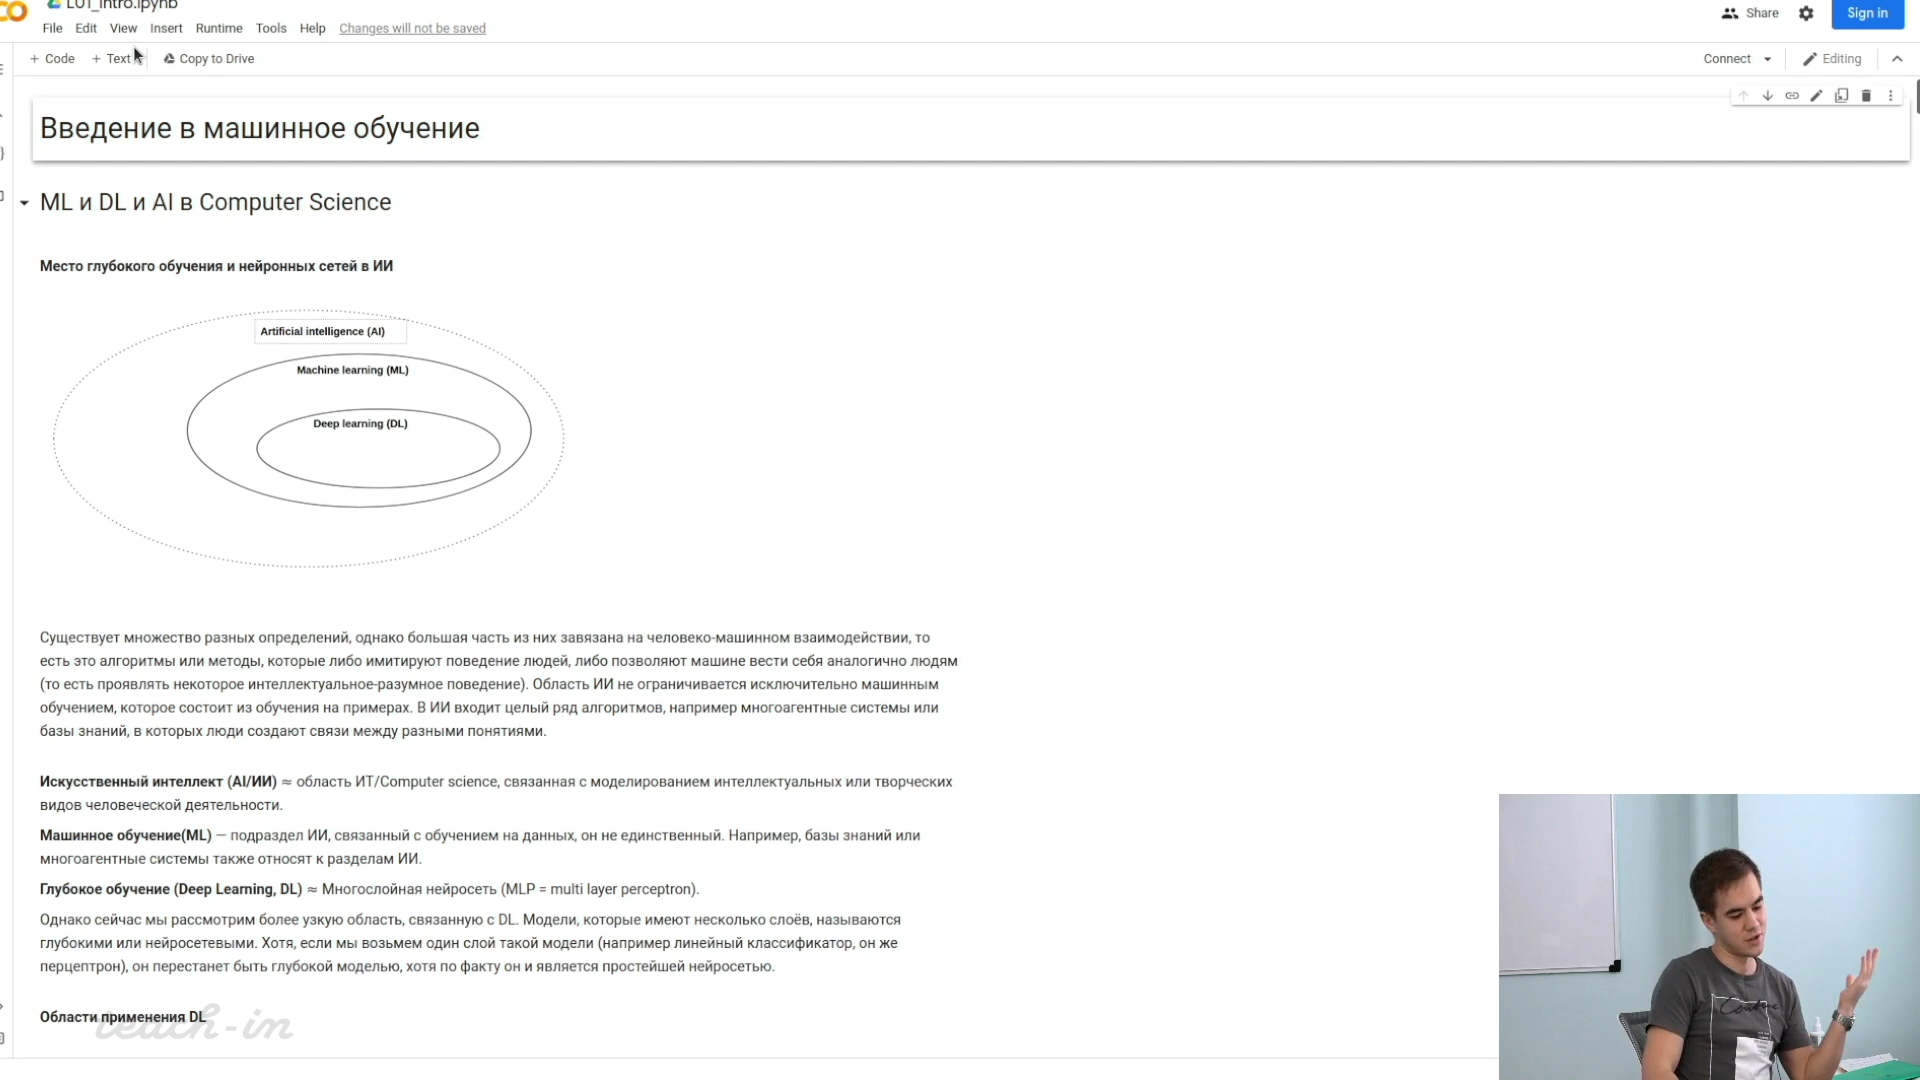 L01_Intro.ipynb
File Edit View Insert Runtime Tools Help Changes will not be saved
Share Sign in
+ Code + Text Copy to Drive
Connect Editing
Введение в машинное обучение
ML и DL и AI в Computer Science
Место глубокого обучения и нейронных сетей в ИИ
Artificial intelligence (AI)
Machine learning (ML)
Deep learning (DL)
Существует множество разных определений, однако большая часть из них завязана на человеко-машинном взаимодействии, то
есть это алгоритмы или методы, которые либо имитируют поведение людей, либо позволяют машине вести себя аналогично людям
(то есть проявлять некоторое интеллектуальное-разумное поведение). Область ИИ не ограничивается исключительно машинным
обучением, которое состоит из обучения на примерах. В ИИ входит целый ряд алгоритмов, например многоагентные системы или
базы знаний, в которых люди создают связи между разными понятиями.
Искусственный интеллект (AI/ИИ) ≈ область ИТ/Computer science, связанная с моделированием интеллектуальных или творческих
видов человеческой деятельности.
Машинное обучение(ML) — подраздел ИИ, связанный с обучением на данных, он не единственный. Например, базы знаний или
многоагентные системы также относят к разделам ИИ.
Глубокое обучение (Deep Learning, DL) ≈ Многослойная нейросеть (MLP = multi layer perceptron).
Однако сейчас мы рассмотрим более узкую область, связанную с DL. Модели, которые имеют несколько слоёв, называются
глубокими или нейросетевыми. Хотя, если мы возьмем один слой такой модели (например линейный классификатор, он же
перцептрон), он перестанет быть глубокой моделью, хотя по факту он и является простейшей нейросетью.
Области применения DL
teach-in